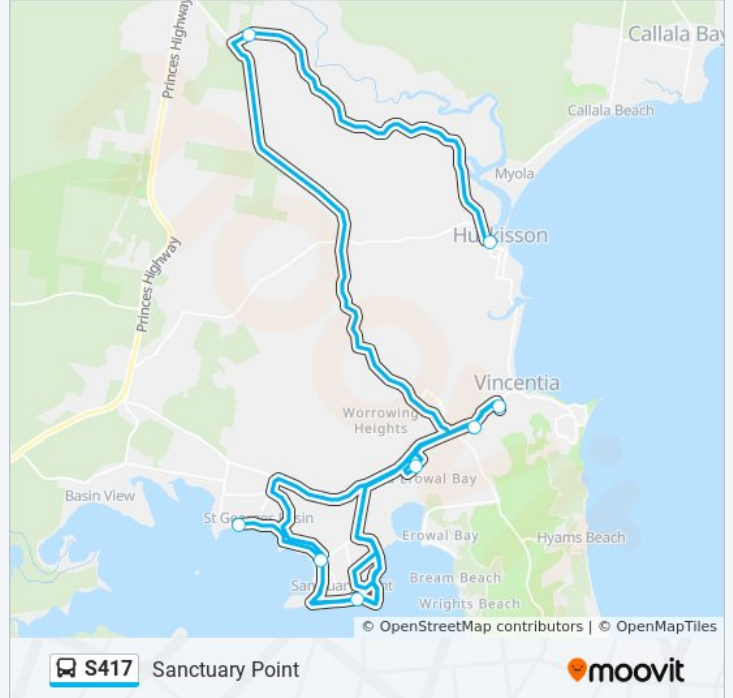 Princes Highway
Callala Bay
Callala Beach
Myola
Huskisson
Princes Highway
Vincentia
Worrowing
Heights
Basin View
Erowal Bay
St Georges Basin
Erowal Bay
Hyams Beach
Bream Beach
Sanctuary Point
Wrights Beach
© OpenStreetMap contributors | © OpenMapTiles
S417 Sanctuary Point
moovit